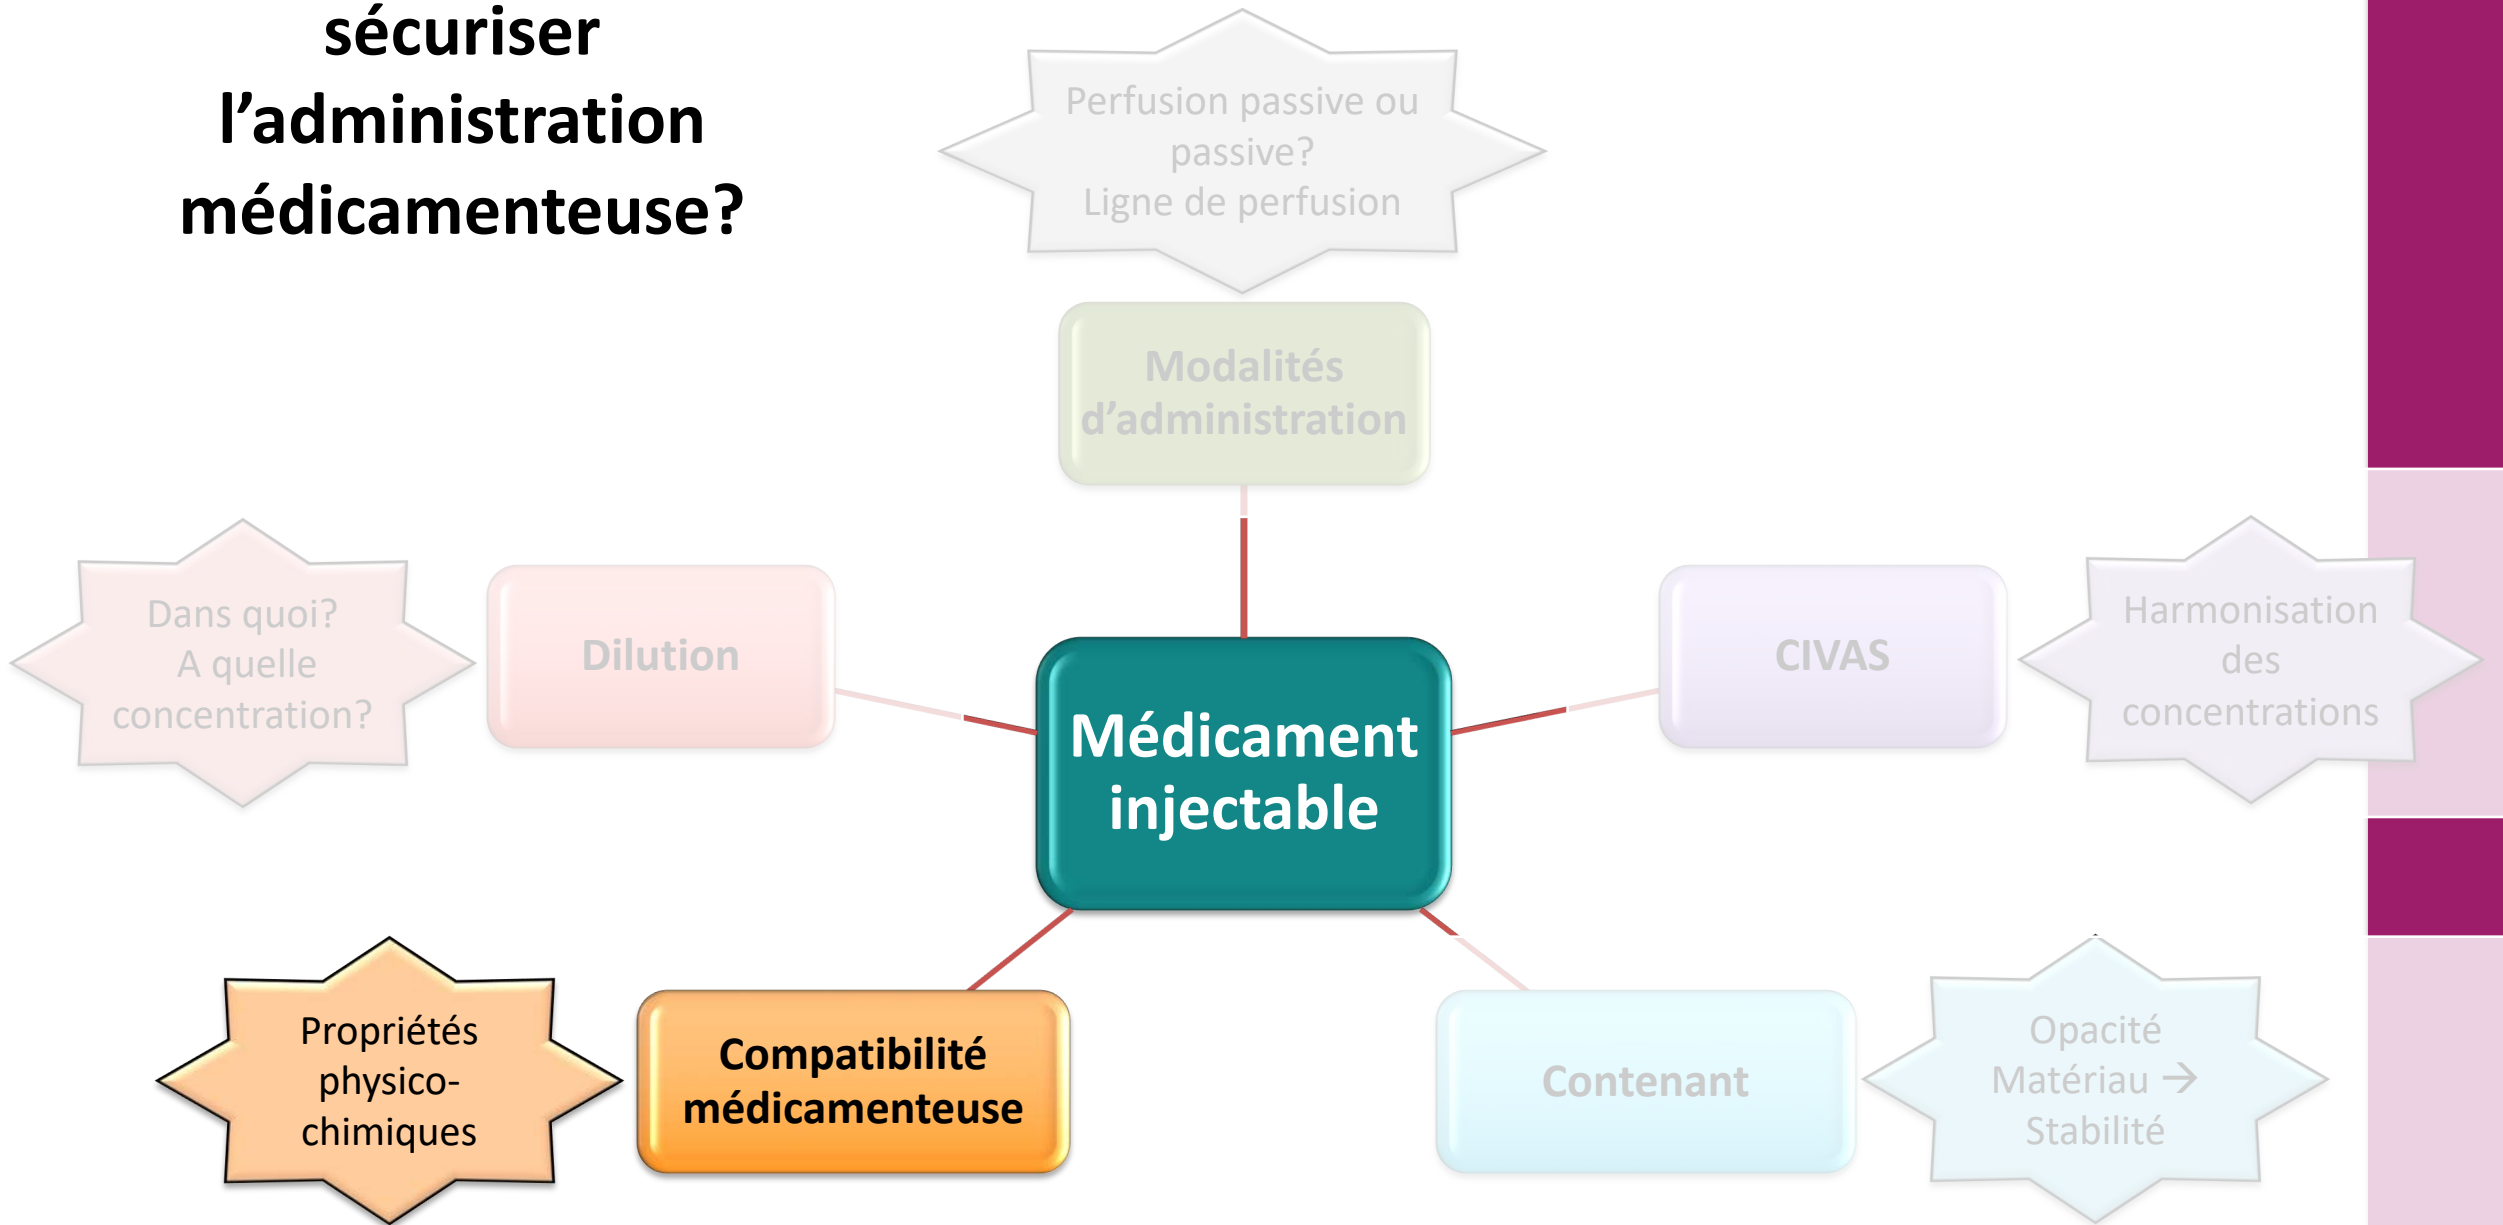 sécuriser
l’administration
médicamenteuse?
Perfusion passive ou
passive?
Ligne de perfusion
Modalités
d’administration
Dans quoi?
A quelle
concentration?
Dilution
CIVAS
Harmonisation
des
concentrations
Médicament
injectable
Propriétés
physico-
chimiques
Compatibilité
médicamenteuse
Contenant
Opacité
Matériau →
Stabilité